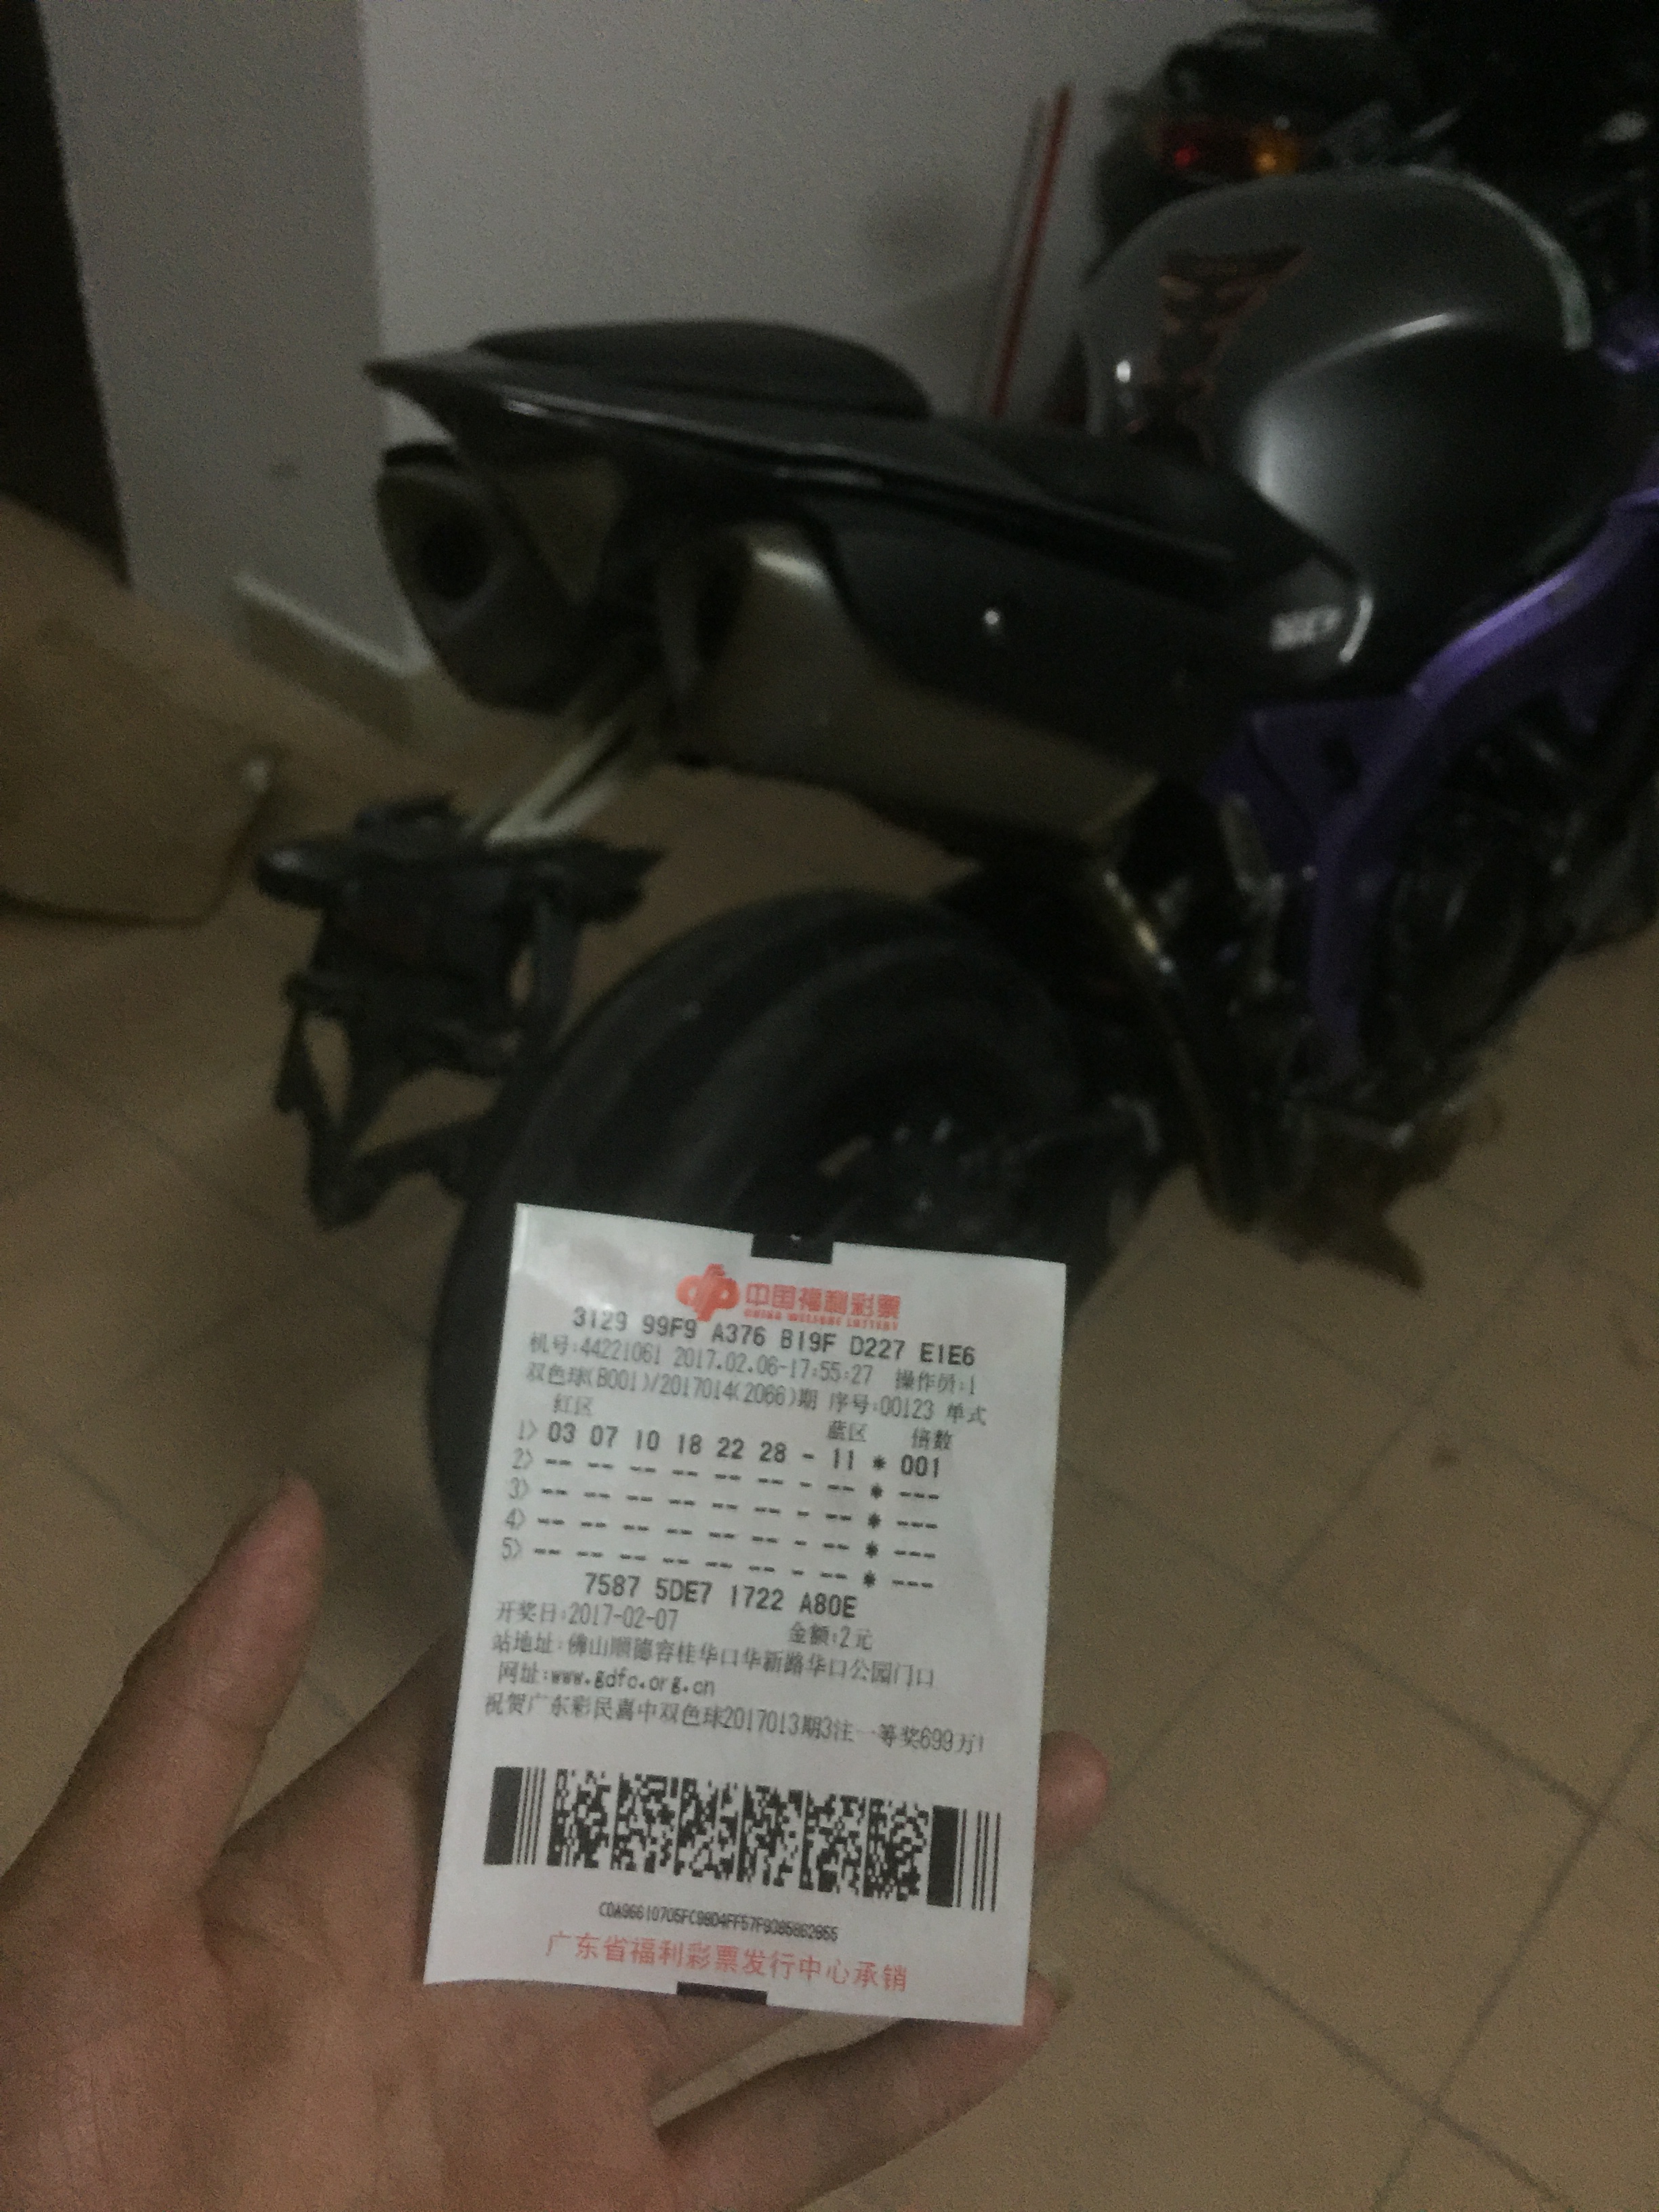 中国福利彩票
CHINA WELFARE LOTTERY
3129 99F9 A376 B19F D227 E1E6
机号:44221061 2017.02.06-17:55:27 操作员:1
双色球(B001)/2017014(2066)期 序号:00123 单式
红区 蓝区 倍数
1> 03 07 10 18 22 28 - 11 * 001
2> -- -- -- -- -- -- - -- * ---
3> -- -- -- -- -- -- - -- * ---
4> -- -- -- -- -- -- - -- * ---
5> -- -- -- -- -- -- - -- * ---
7587 5DE7 1722 A80E
开奖日:2017-02-07 金额:2元
站地址:佛山顺德容桂华口华新路华口公园门口
网址:www.gdfc.org.cn
祝贺广东彩民喜中双色球2017013期3注一等奖699万!
广东省福利彩票发行中心承销